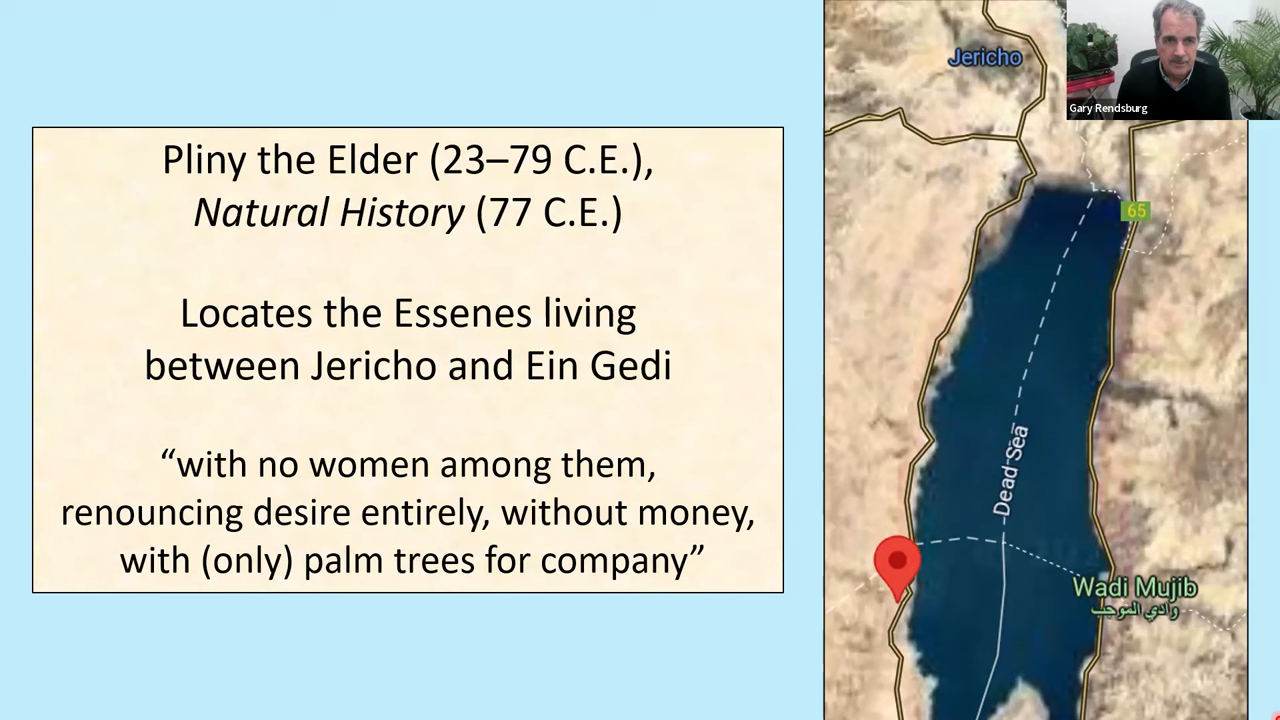 Pliny the Elder (23–79 C.E.),
Natural History (77 C.E.)
Locates the Essenes living
between Jericho and Ein Gedi
“with no women among them,
renouncing desire entirely, without money,
with (only) palm trees for company”
Jericho
Gary Rendsburg
65
Dead Sea
Wadi Mujib
وادي الموجب